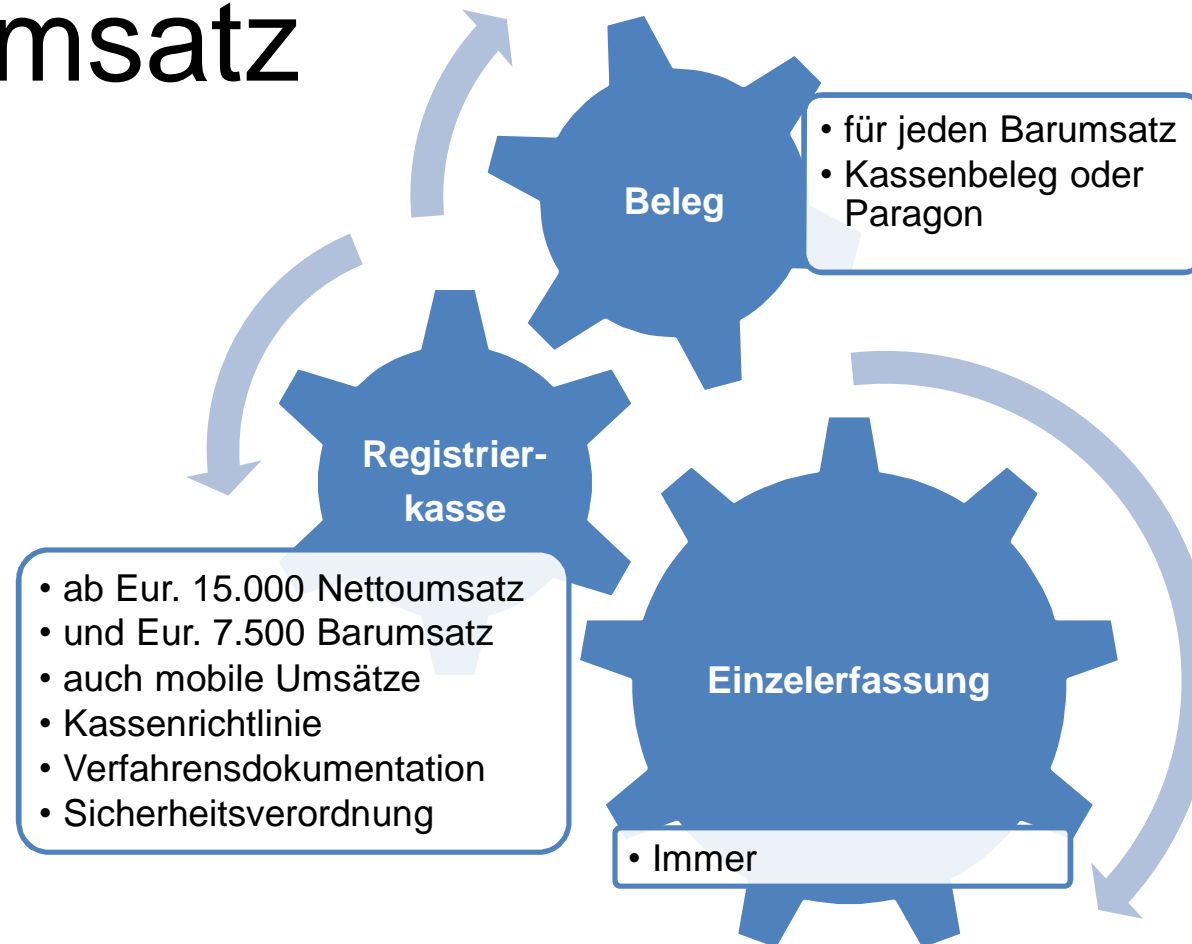 msatz
Beleg
• für jeden Barumsatz
• Kassenbeleg oder
Paragon
Registrier-
kasse
• ab Eur. 15.000 Nettoumsatz
• und Eur. 7.500 Barumsatz
• auch mobile Umsätze
• Kassenrichtlinie
• Verfahrensdokumentation
• Sicherheitsverordnung
Einzelerfassung
• Immer